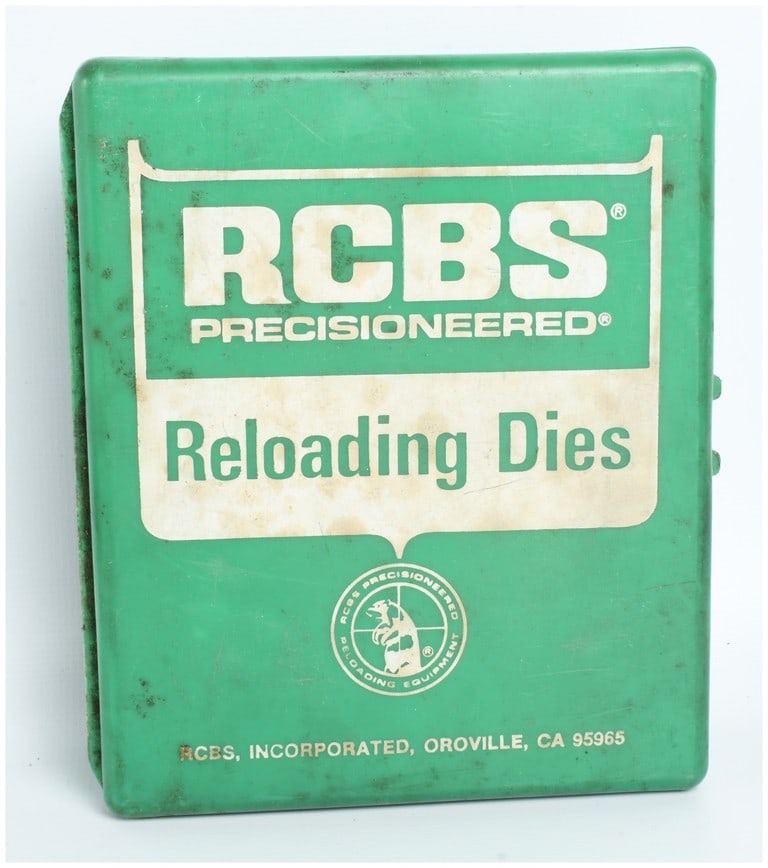 RCBS®
PRECISIONEERED®
Reloading Dies
RCBS PRECISIONEERED
®
RELOADING EQUIPMENT
RCBS, INCORPORATED, OROVILLE, CA 95965